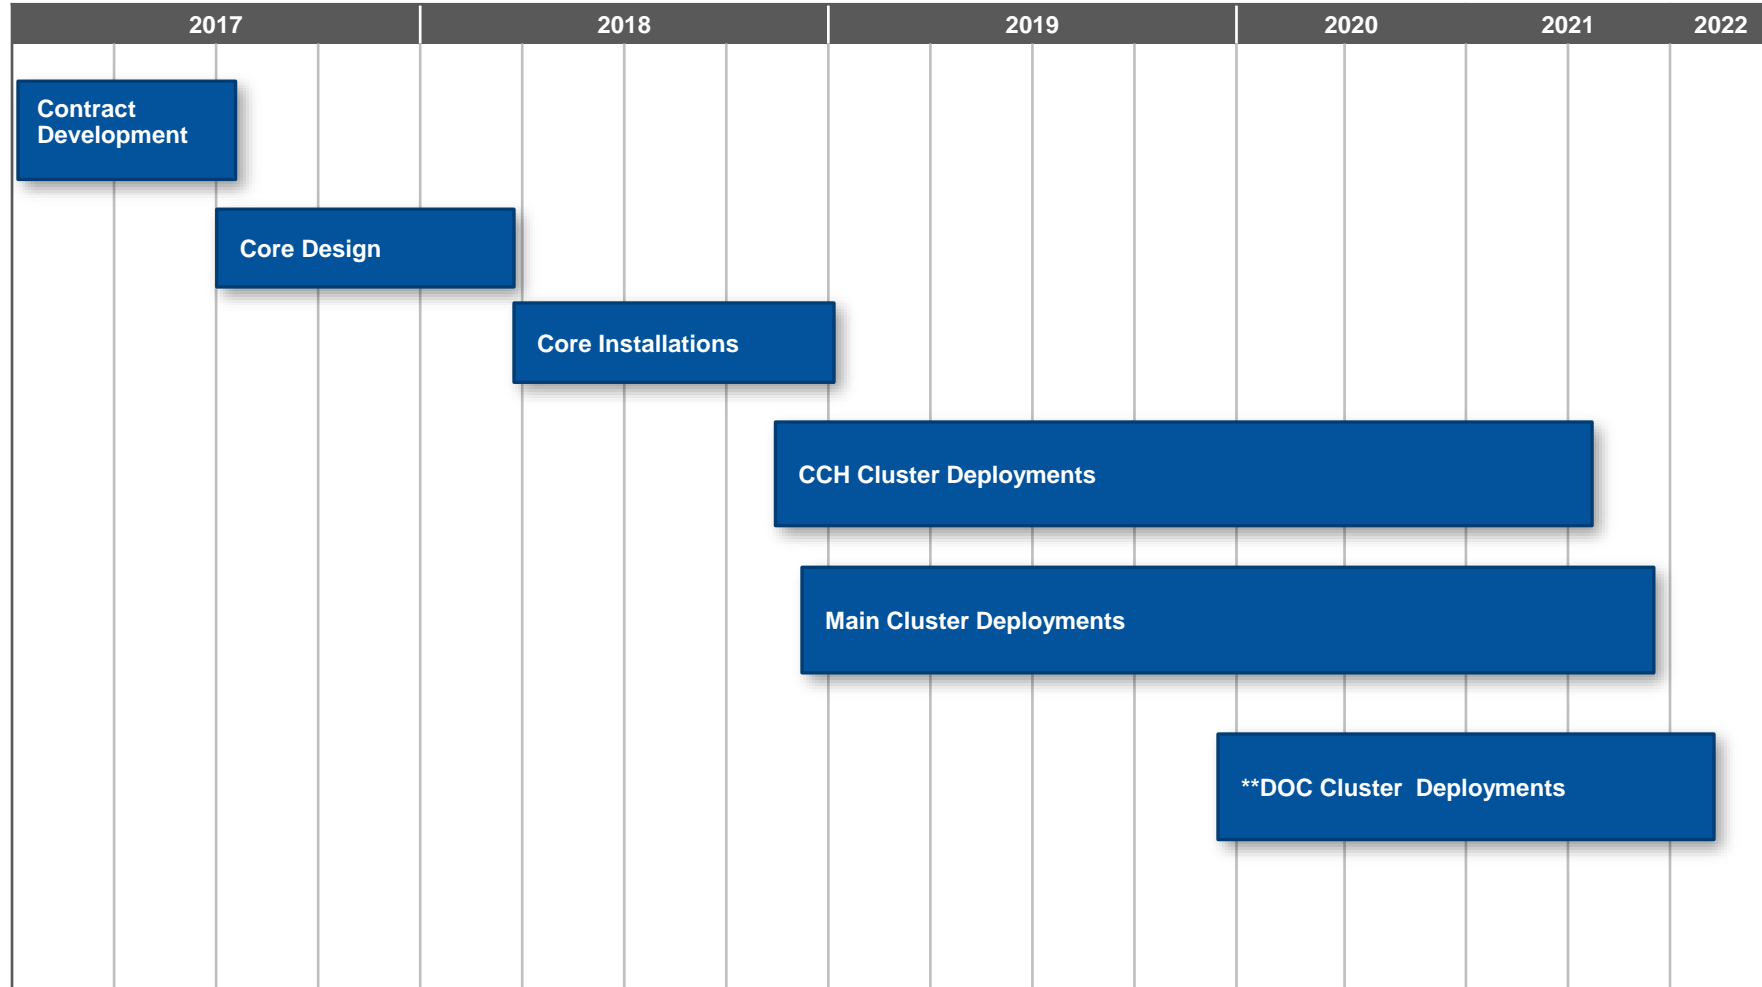 2017 2018 2019 2020 2021 2022
Contract
Development
Core Design
Core Installations
CCH Cluster Deployments
Main Cluster Deployments
**DOC Cluster  Deployments